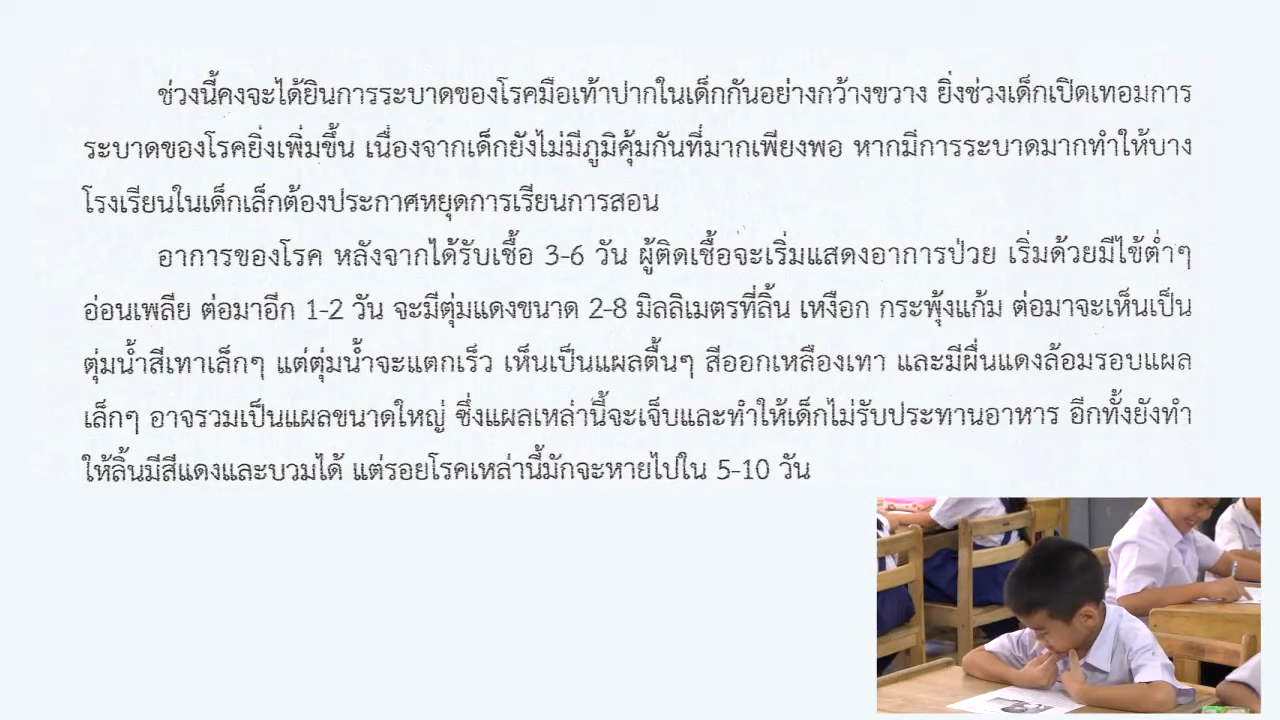 ช่วงนี้คงจะได้ยินการระบาดของโรคมือเท้าปากในเด็กกันอย่างกว้างขวาง ยิ่งช่วงเด็กเปิดเทอมการ
ระบาดของโรคยิ่งเพิ่มขึ้น เนื่องจากเด็กยังไม่มีภูมิคุ้มกันที่มากเพียงพอ หากมีการระบาดมากทำให้บาง
โรงเรียนในเด็กเล็กต้องประกาศหยุดการเรียนการสอน
อาการของโรค หลังจากได้รับเชื้อ 3-6 วัน ผู้ติดเชื้อจะเริ่มแสดงอาการป่วย เริ่มด้วยมีไข้ต่ำๆ
อ่อนเพลีย ต่อมาอีก 1-2 วัน จะมีตุ่มแดงขนาด 2-8 มิลลิเมตรที่ลิ้น เหงือก กระพุ้งแก้ม ต่อมาจะเห็นเป็น
ตุ่มน้ำสีเทาเล็กๆ แต่ตุ่มน้ำจะแตกเร็ว เห็นเป็นแผลตื้นๆ สีออกเหลืองเทา และมีผื่นแดงล้อมรอบแผล
เล็กๆ อาจรวมเป็นแผลขนาดใหญ่ ซึ่งแผลเหล่านี้จะเจ็บและทำให้เด็กไม่รับประทานอาหาร อีกทั้งยังทำ
ให้ลิ้นมีสีแดงและบวมได้ แต่รอยโรคเหล่านี้มักจะหายไปใน 5-10 วัน